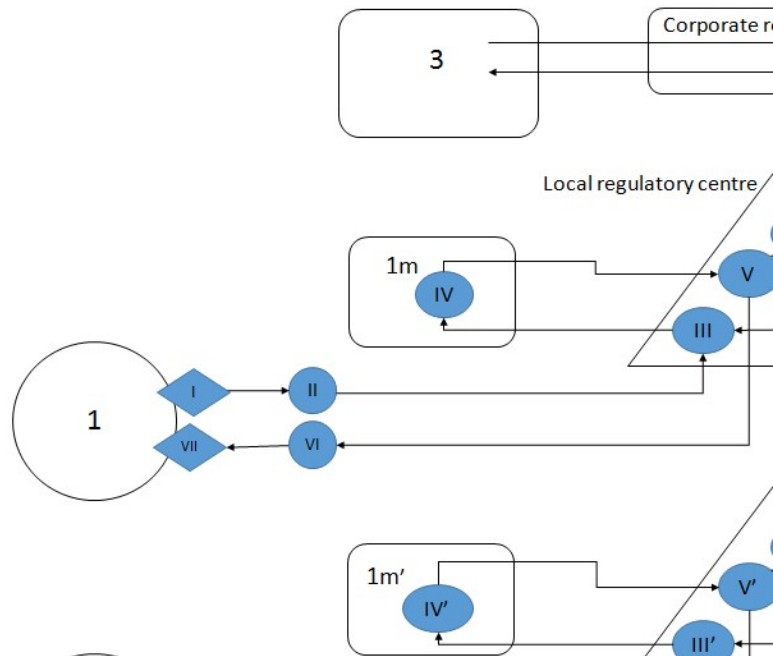 Corporate
3
Local regulatory centre
1m
V
IV
III
I
II
1
VII
VI
1m′
IV′
V′
III′